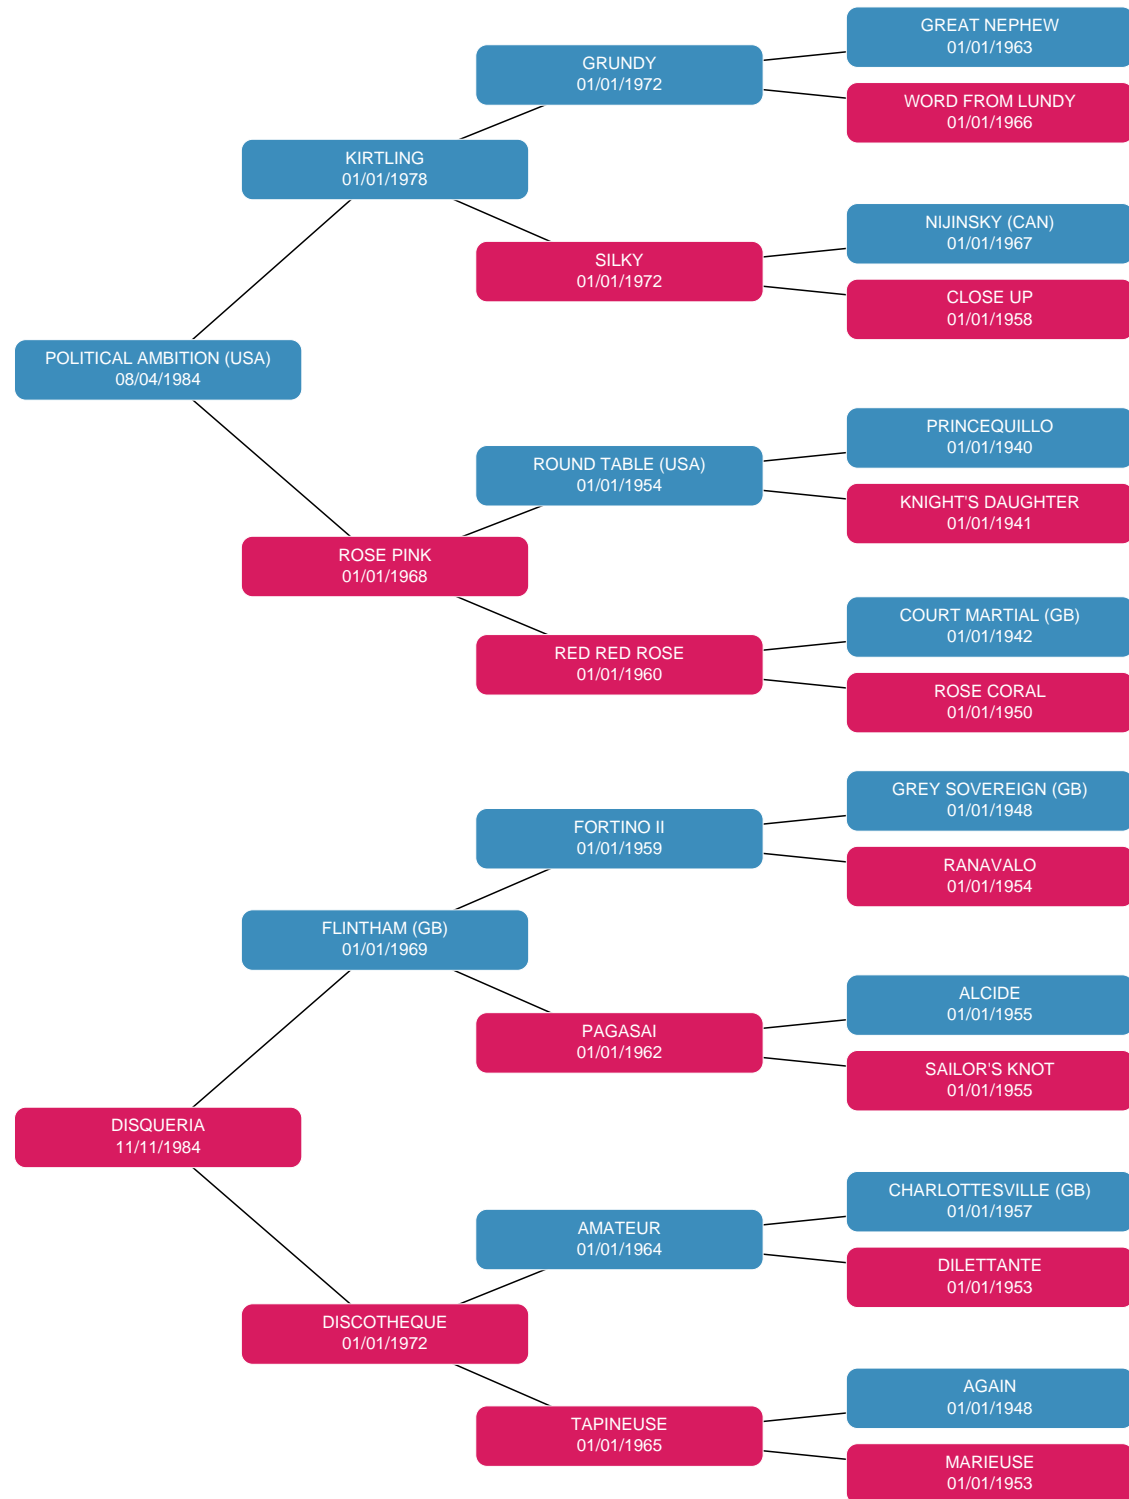 GREAT NEPHEW
01/01/1963
GRUNDY
01/01/1972
WORD FROM LUNDY
01/01/1966
KIRTLING
01/01/1978
NIJINSKY (CAN)
01/01/1967
SILKY
01/01/1972
CLOSE UP
01/01/1958
POLITICAL AMBITION (USA)
08/04/1984
PRINCEQUILLO
01/01/1940
ROUND TABLE (USA)
01/01/1954
KNIGHT'S DAUGHTER
01/01/1941
ROSE PINK
01/01/1968
COURT MARTIAL (GB)
01/01/1942
RED RED ROSE
01/01/1960
ROSE CORAL
01/01/1950
GREY SOVEREIGN (GB)
01/01/1948
FORTINO II
01/01/1959
RANAVALO
01/01/1954
FLINTHAM (GB)
01/01/1969
ALCIDE
01/01/1955
PAGASAI
01/01/1962
SAILOR'S KNOT
01/01/1955
DISQUERIA
11/11/1984
CHARLOTTESVILLE (GB)
01/01/1957
AMATEUR
01/01/1964
DILETTANTE
01/01/1953
DISCOTHEQUE
01/01/1972
AGAIN
01/01/1948
TAPINEUSE
01/01/1965
MARIEUSE
01/01/1953